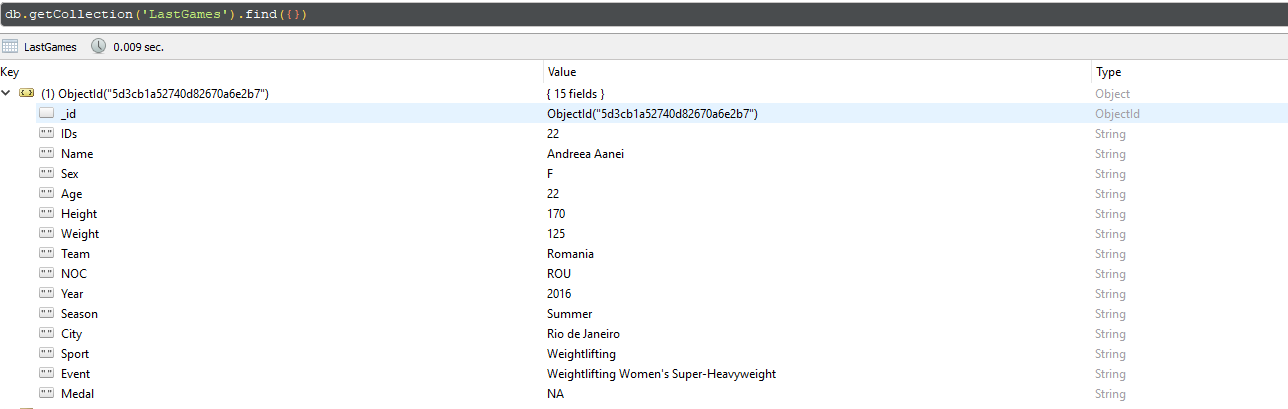 db.getCollection('LastGames').find({})
LastGames 0.009 sec.
Key Value Type
(1) ObjectId("5d3cb1a52740d82670a6e2b7") { 15 fields } Object
_id ObjectId("5d3cb1a52740d82670a6e2b7") ObjectId
IDs 22 String
Name Andreea Aanei String
Sex F String
Age 22 String
Height 170 String
Weight 125 String
Team Romania String
NOC ROU String
Year 2016 String
Season Summer String
City Rio de Janeiro String
Sport Weightlifting String
Event Weightlifting Women's Super-Heavyweight String
Medal NA String